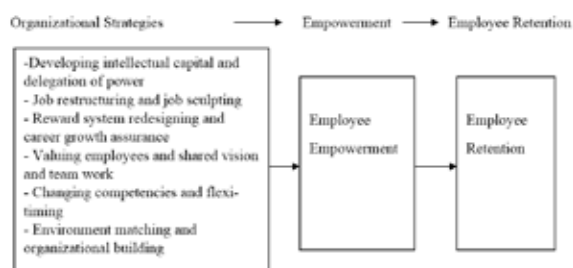 Organizational Strategies Empowerment Employee Retention
-Developing intellectual capital and
delegation of power
- Job restructuring and job sculpting
- Reward system redesigning and
career growth assurance
- Valuing employees and shared vision
and team work
- Changing competencies and flexi-
timing
- Environment matching and
organizational building
Employee
Empowerment
Employee
Retention